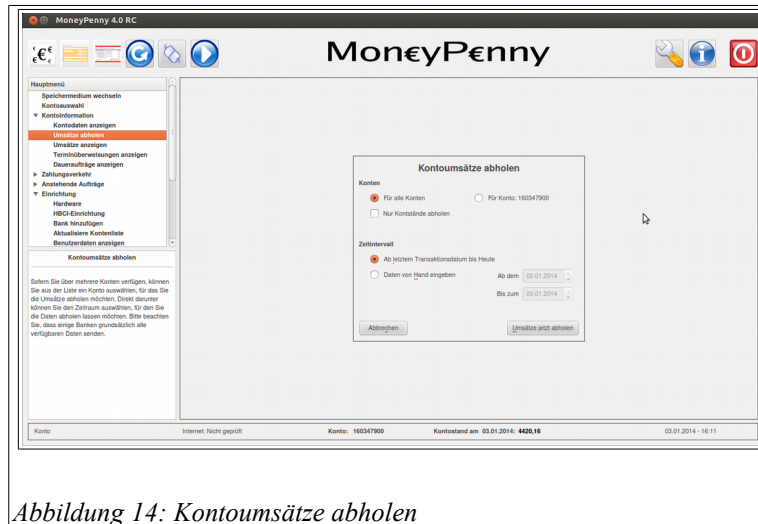 MoneyPenny 4.0 RC
Mon€yP€nny
Hauptmenü
Speichermedium wechseln
Kontoauswahl
Kontoinformation
Kontodaten anzeigen
Umsätze abholen
Umsätze anzeigen
Terminüberweisungen anzeigen
Daueraufträge anzeigen
Zahlungsverkehr
Anstehende Aufträge
Einrichtung
Hardware
HBCI-Einrichtung
Bank hinzufügen
Aktualisiere Kontenliste
Benutzerdaten anzeigen
Kontoumsätze abholen
Sofern Sie über mehrere Konten verfügen, können
Sie aus der Liste ein Konto auswählen, für das Sie
die Umsätze abholen möchten. Direkt darunter
können Sie den Zeitraum auswählen, für den Sie
die Daten abholen lassen möchten. Bitte beachten
Sie, dass einige Banken grundsätzlich alle
verfügbaren Daten senden.
Kontoumsätze abholen
Konten
Für alle Konten Für Konto: 160347900
Nur Kontstände abholen
Zeitintervall
Ab letztem Transaktionsdatum bis Heute
Daten von Hand eingeben Ab dem 02.01.2014
Bis zum 03.01.2014
Abbrechen Umsätze jetzt abholen
Konto Internet: Nicht geprüft Konto: 160347900 Kontostand am 03.01.2014: 4420,16 03.01.2014 - 16:11
Abbildung 14: Kontoumsätze abholen